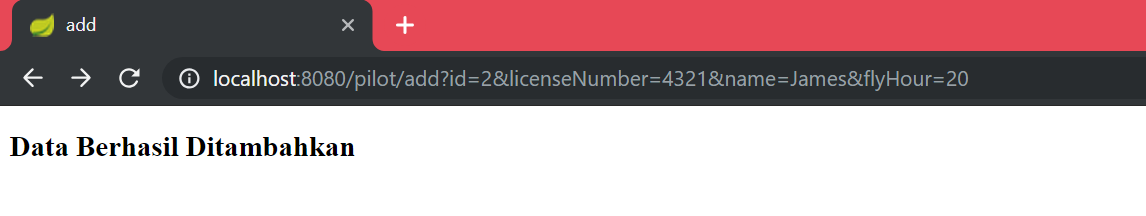 add
localhost:8080/pilot/add?id=2&licenseNumber=4321&name=James&flyHour=20
Data Berhasil Ditambahkan